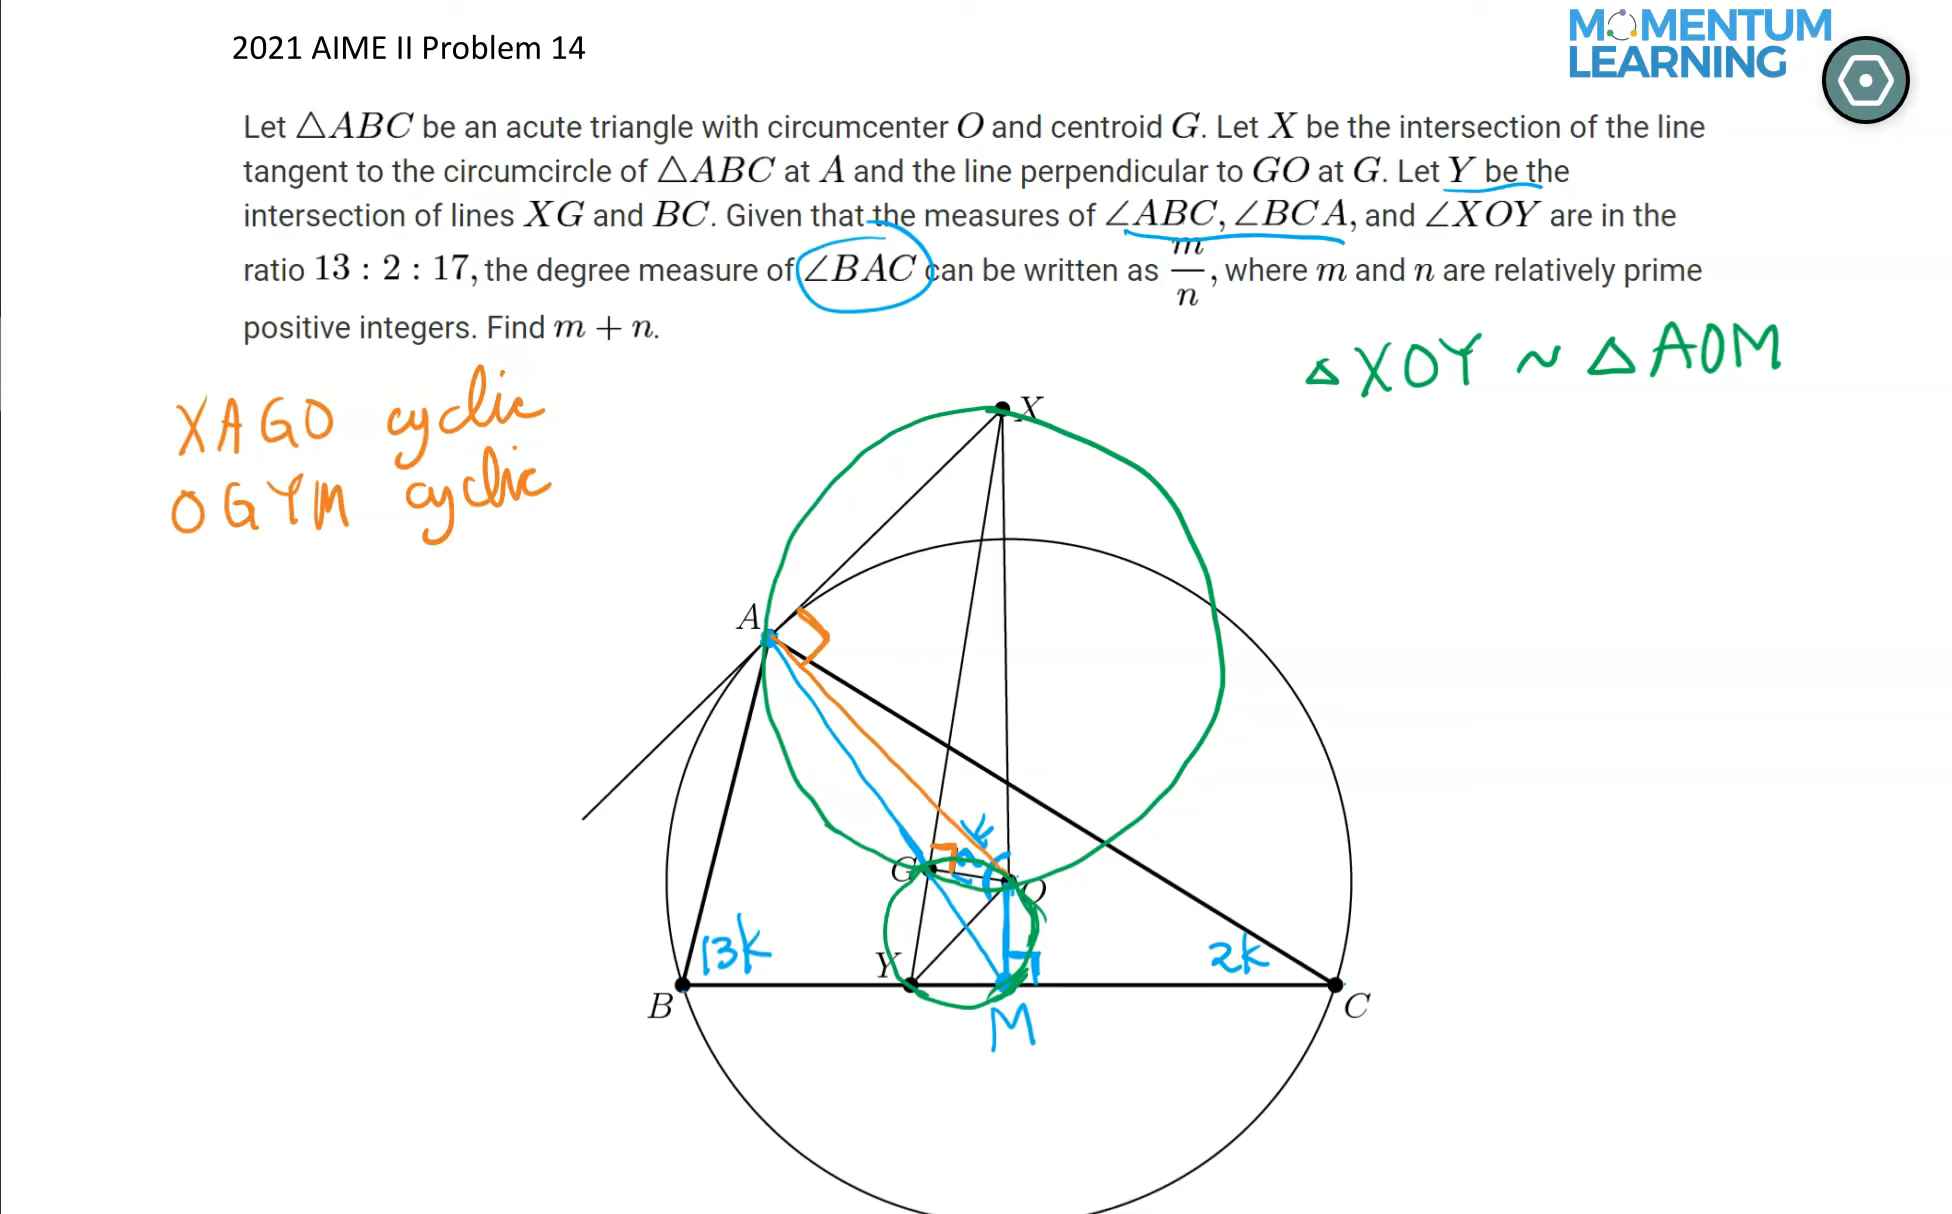 MOMENTUM
LEARNING
2021 AIME II Problem 14
Let △ABC be an acute triangle with circumcenter O and centroid G. Let X be the intersection of the line
tangent to the circumcircle of △ABC at A and the line perpendicular to GO at G. Let Y be the
intersection of lines XG and BC. Given that the measures of ∠ABC, ∠BCA, and ∠XOY are in the
ratio 13 : 2 : 17, the degree measure of ∠BAC can be written as m/n, where m and n are relatively prime
positive integers. Find m + n.
△XOY ~ △AOM
XAGO cyclic
OGYM cyclic
X
A
G
O
13k
Y
2k
B
M
C